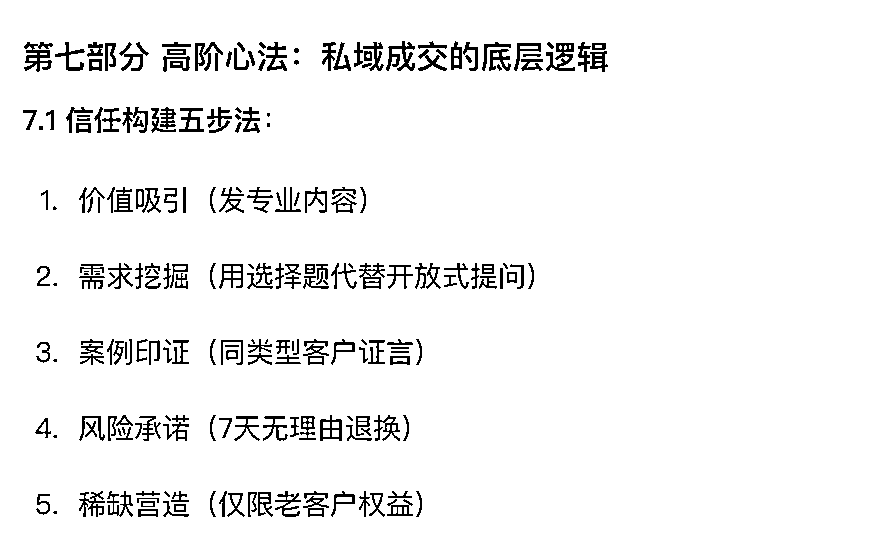 第七部分 高阶心法：私域成交的底层逻辑
7.1 信任构建五步法：
1. 价值吸引（发专业内容）
2. 需求挖掘（用选择题代替开放式提问）
3. 案例印证（同类型客户证言）
4. 风险承诺（7天无理由退换）
5. 稀缺营造（仅限老客户权益）